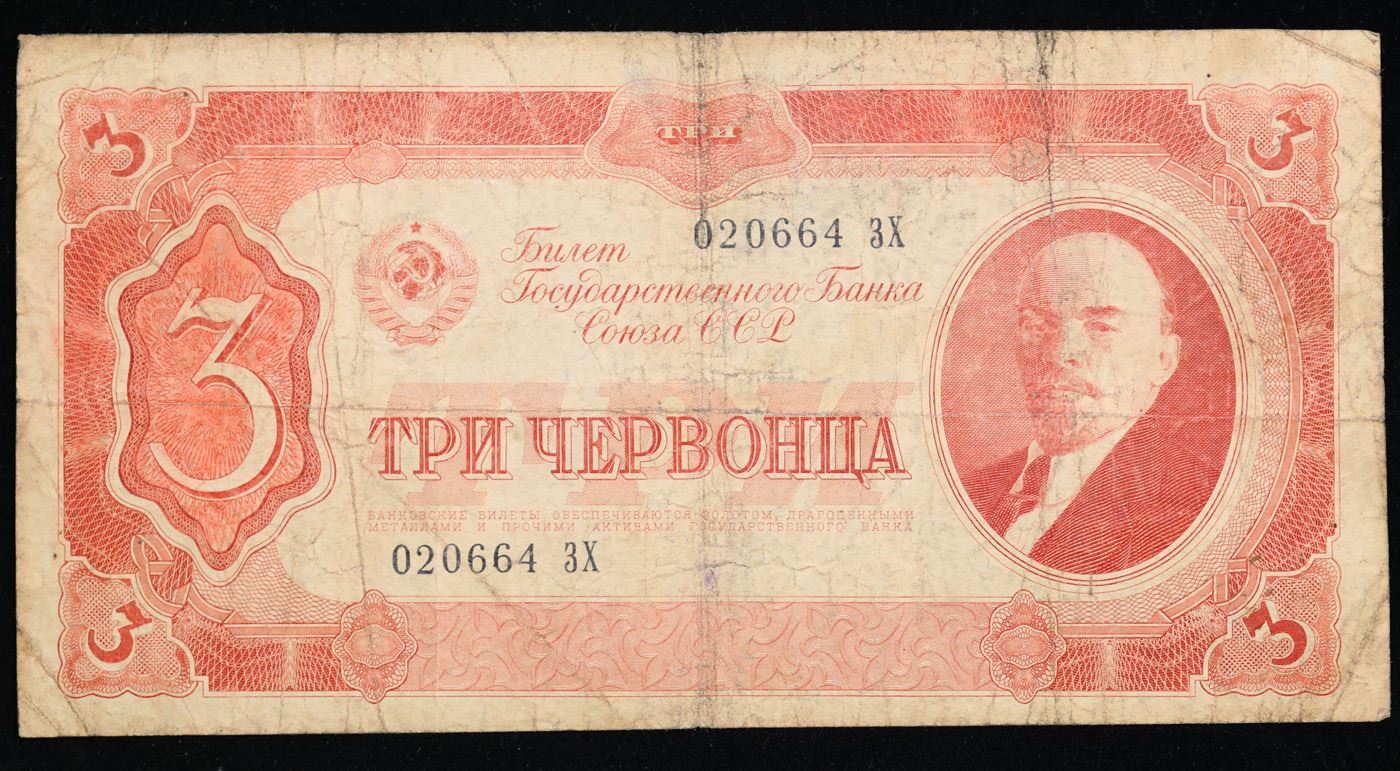 3 ТРИ 3
020664 ЗХ
Билет
Государственного Банка
Союза ССР
3
ТРИ
ТРИ ЧЕРВОНЦА
БАНКОВСКИЕ БИЛЕТЫ ОБЕСПЕЧИВАЮТСЯ ЗОЛОТОМ, ДРАГОЦЕННЫМИ
МЕТАЛЛАМИ И ПРОЧИМИ АКТИВАМИ ГОСУДАРСТВЕННОГО БАНКА
020664 ЗХ
3 3